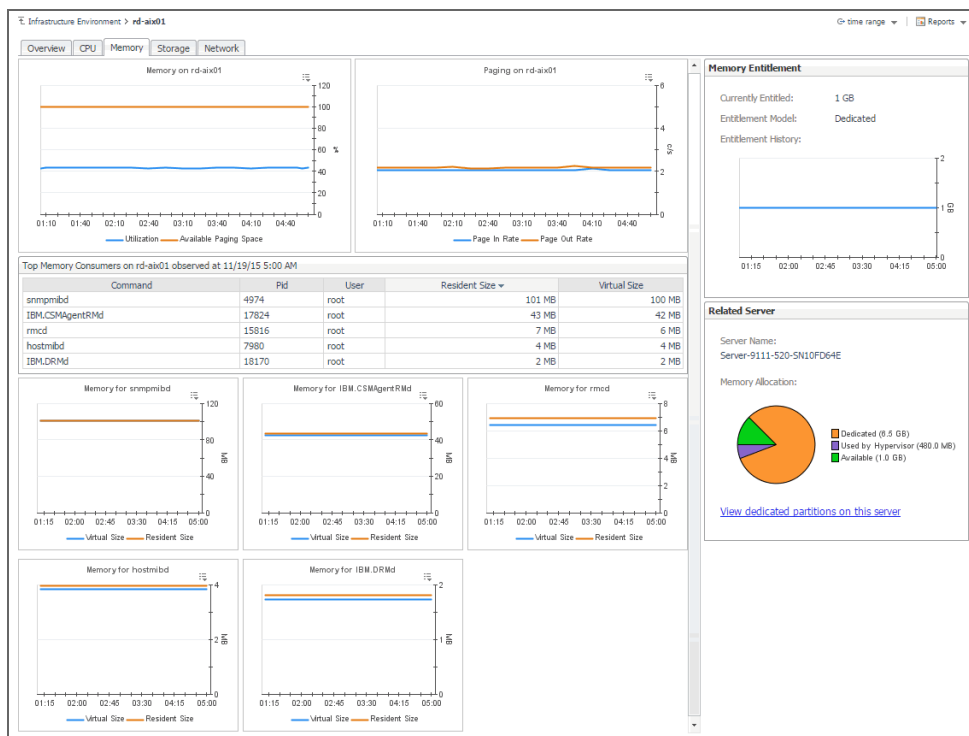 Infrastructure Environment > rd-aix01
time range
Reports
Overview CPU Memory Storage Network
Memory on rd-aix01
120
100
80
60
40
20
0
%
01:10 01:40 02:10 02:40 03:10 03:40 04:10 04:40
Utilization Available Paging Space
Paging on rd-aix01
6
4
2
0
c/s
01:10 01:40 02:10 02:40 03:10 03:40 04:10 04:40
Page In Rate Page Out Rate
Top Memory Consumers on rd-aix01 observed at 11/19/15 5:00 AM
Command Pid User Resident Size Virtual Size
snmpmibd 4974 root 101 MB 100 MB
IBM.CSMAgentRMd 17824 root 43 MB 42 MB
rmcd 15816 root 7 MB 6 MB
hostmibd 7980 root 4 MB 4 MB
IBM.DRMd 18170 root 2 MB 2 MB
Memory for snmpmibd
120
80
40
0
MB
01:15 02:00 02:45 03:30 04:15 05:00
Virtual Size Resident Size
Memory for IBM.CSMAgentRMd
60
40
20
0
MB
01:15 02:00 02:45 03:30 04:15 05:00
Virtual Size Resident Size
Memory for rmcd
8
6
4
2
0
MB
01:15 02:00 02:45 03:30 04:15 05:00
Virtual Size Resident Size
Memory for hostmibd
4
2
0
MB
01:15 02:00 02:45 03:30 04:15 05:00
Virtual Size Resident Size
Memory for IBM.DRMd
2
1
0
MB
01:15 02:00 02:45 03:30 04:15 05:00
Virtual Size Resident Size
Memory Entitlement
Currently Entitled: 1 GB
Entitlement Model: Dedicated
Entitlement History:
2
1
0
GB
01:15 02:00 02:45 03:30 04:15 05:00
Related Server
Server Name:
Server-9111-520-SN10FD64E
Memory Allocation:
Dedicated (6.5 GB)
Used by Hypervisor (480.0 MB)
Available (1.0 GB)
View dedicated partitions on this server